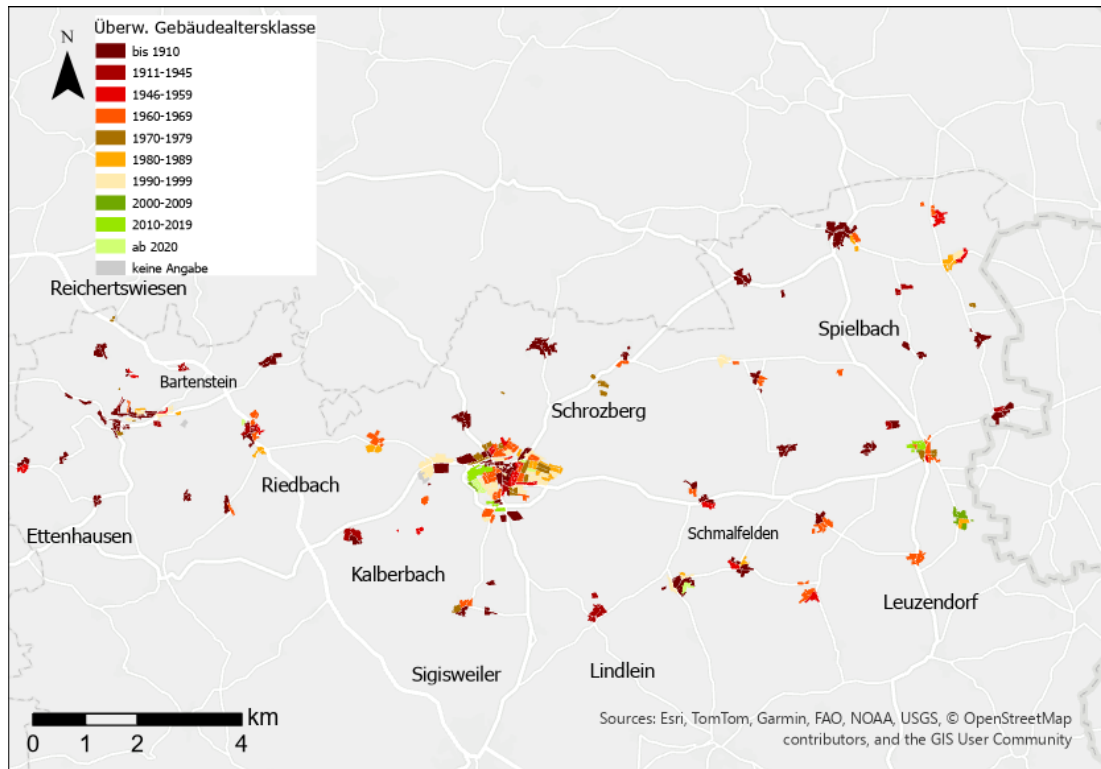 Überw. Gebäudealtersklasse
N
bis 1910
1911-1945
1946-1959
1960-1969
1970-1979
1980-1989
1990-1999
2000-2009
2010-2019
ab 2020
keine Angabe
Reichertswiesen
Spielbach
Bartenstein
Schrozberg
Riedbach
Ettenhausen
Schmalfelden
Kalberbach
Leuzendorf
Sigisweiler
Lindlein
km
0 1 2 4
Sources: Esri, TomTom, Garmin, FAO, NOAA, USGS, © OpenStreetMap
contributors, and the GIS User Community